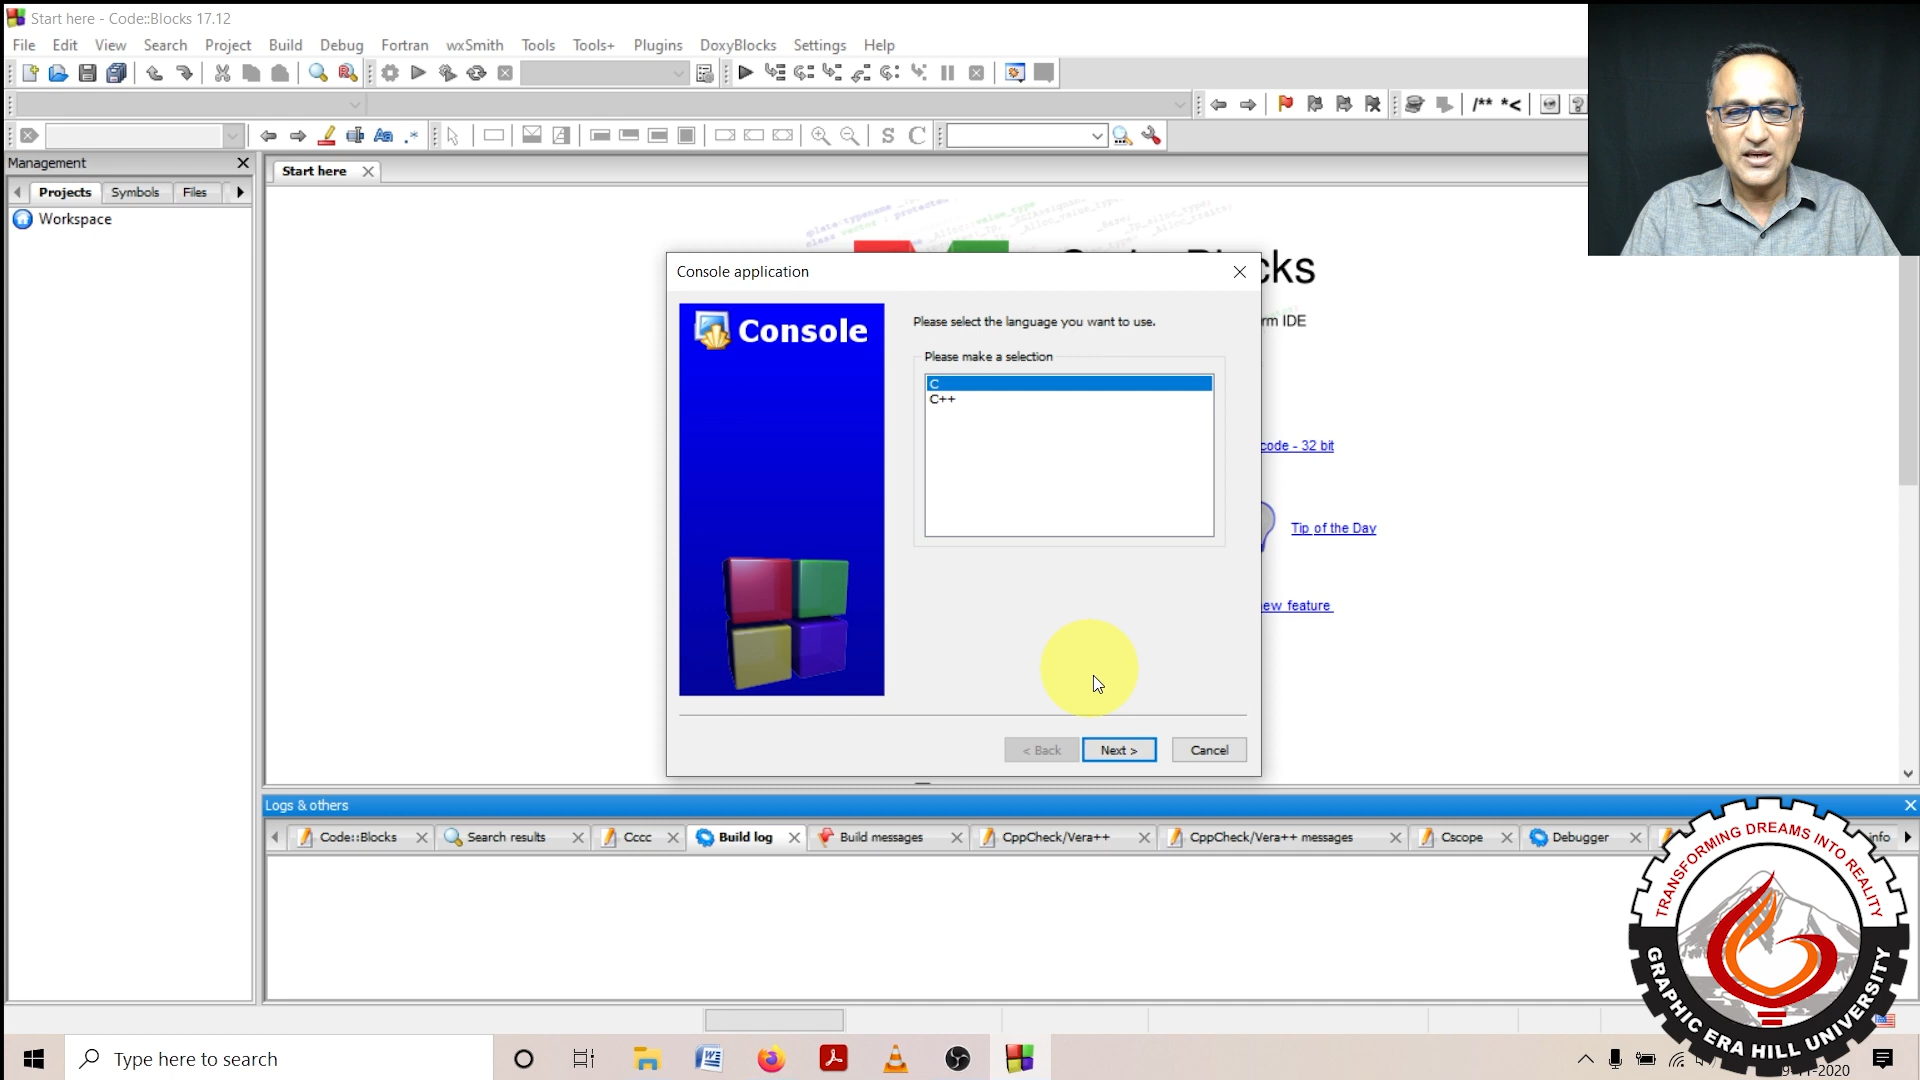 Start here - Code::Blocks 17.12
File Edit View Search Project Build Debug Fortran wxSmith Tools Tools+ Plugins DoxyBlocks Settings Help
/** *<
Aa .*
S C
Management
Projects Symbols Files
Workspace
Start here
cks
rm IDE
Console application
Console
Please select the language you want to use.
Please make a selection
C
C++
code - 32 bit
Tip of the Day
ew feature
< Back Next > Cancel
Logs & others
Code::Blocks Search results Cccc Build log Build messages CppCheck/Vera++ CppCheck/Vera++ messages Cscope Debugger info
TRANSFORMING DREAMS INTO REALITY
GRAPHIC ERA HILL UNIVERSITY
Type here to search
-2020